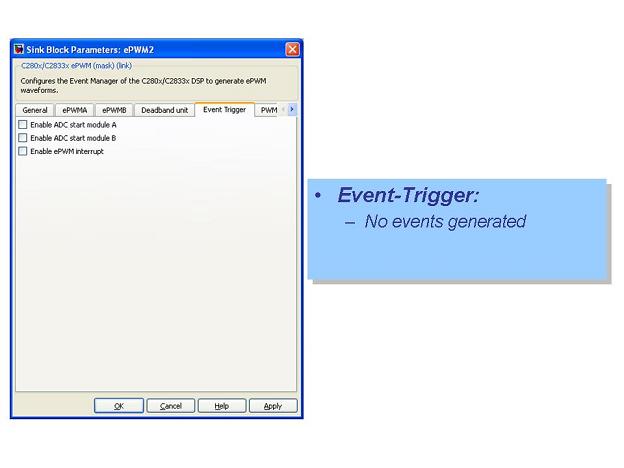 Sink Block Parameters: ePWM2
C280x/C2833x ePWM (mask) (link)
Configures the Event Manager of the C280x/C2833x DSP to generate ePWM
waveforms.
General ePWMA ePWMB Deadband unit Event Trigger PWM
Enable ADC start module A
Enable ADC start module B
Enable ePWM interrupt
OK Cancel Help Apply
• Event-Trigger:
– No events generated